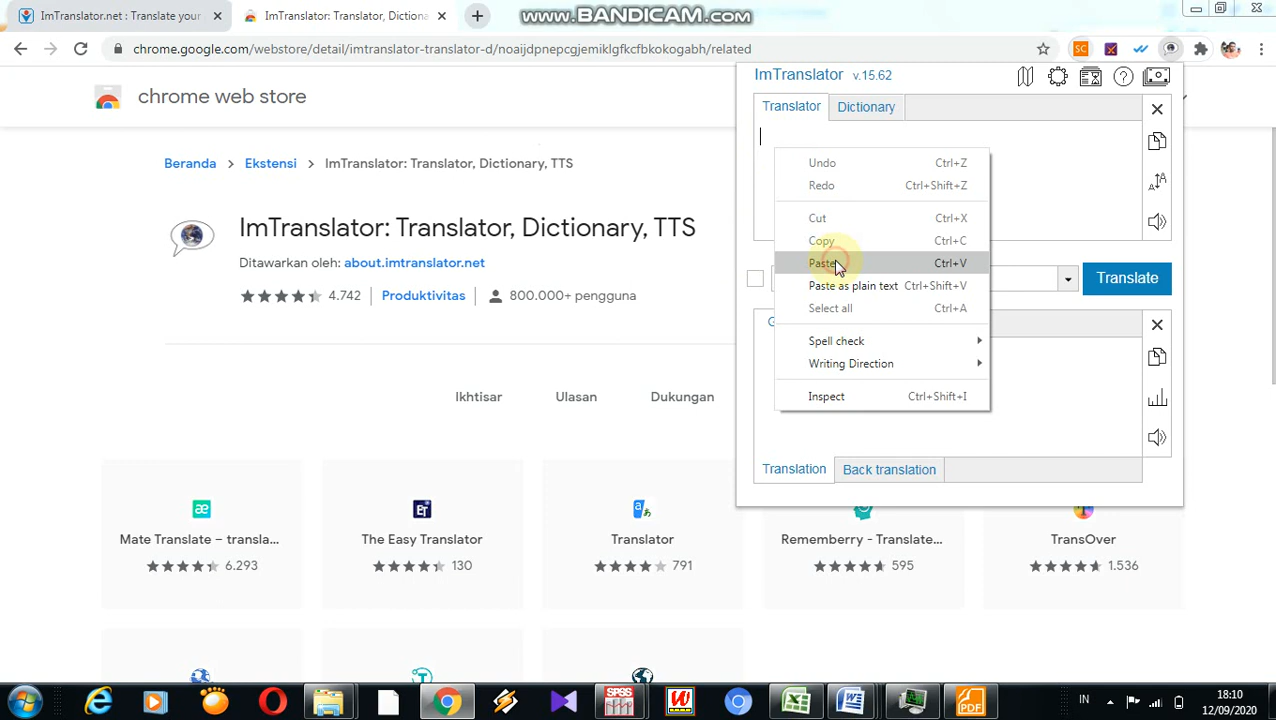 www.BANDICAM.com
ImTranslator.net : Translate your
ImTranslator: Translator, Dictiona
chrome.google.com/webstore/detail/imtranslator-translator-d/noaijdpnepcgjemiklgfkcfbkokogabh/related
SC
chrome web store
Beranda > Ekstensi > ImTranslator: Translator, Dictionary, TTS
ImTranslator: Translator, Dictionary, TTS
Ditawarkan oleh: about.imtranslator.net
4.742 Produktivitas 800.000+ pengguna
Ikhtisar Ulasan Dukungan
ImTranslator v.15.62
Translator Dictionary
Undo Ctrl+Z
Redo Ctrl+Shift+Z
Cut Ctrl+X
Copy Ctrl+C
Paste Ctrl+V
Paste as plain text Ctrl+Shift+V
Select all Ctrl+A
Spell check
Writing Direction
Inspect Ctrl+Shift+I
Translate
Translation Back translation
Mate Translate – transla... The Easy Translator Translator Rememberry - Translate... TransOver
6.293 130 791 595 1.536
SPSS
PDF
IN
18:10
12/09/2020